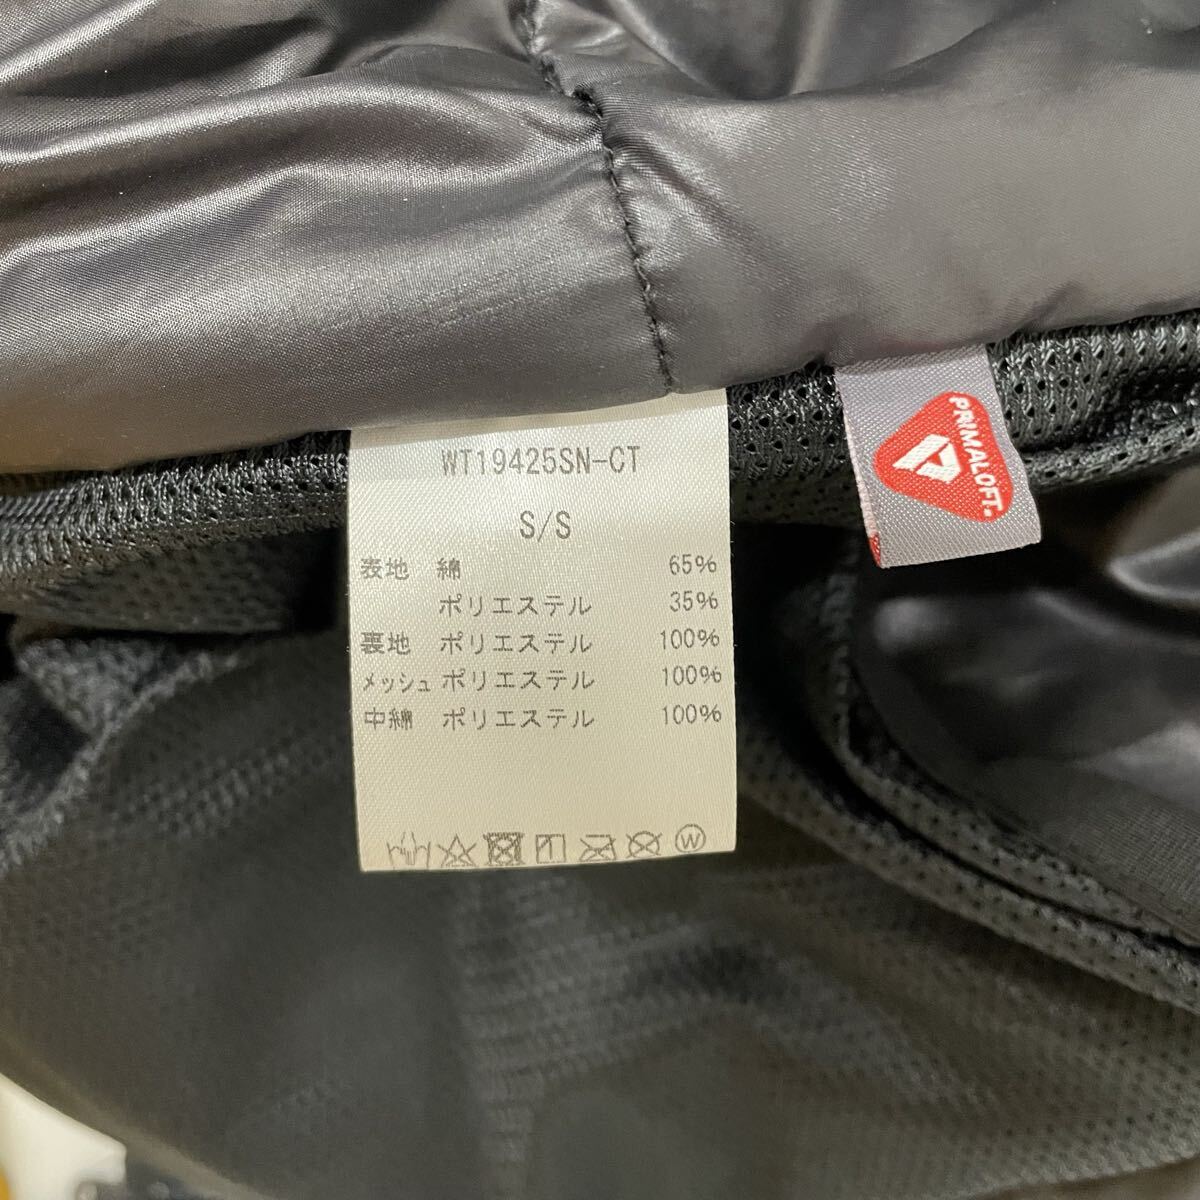 WT19425SN-CT
S/S
表地 綿 65%
ポリエステル 35%
裏地 ポリエステル 100%
メッシュ ポリエステル 100%
中綿 ポリエステル 100%
W
PRIMALOFT